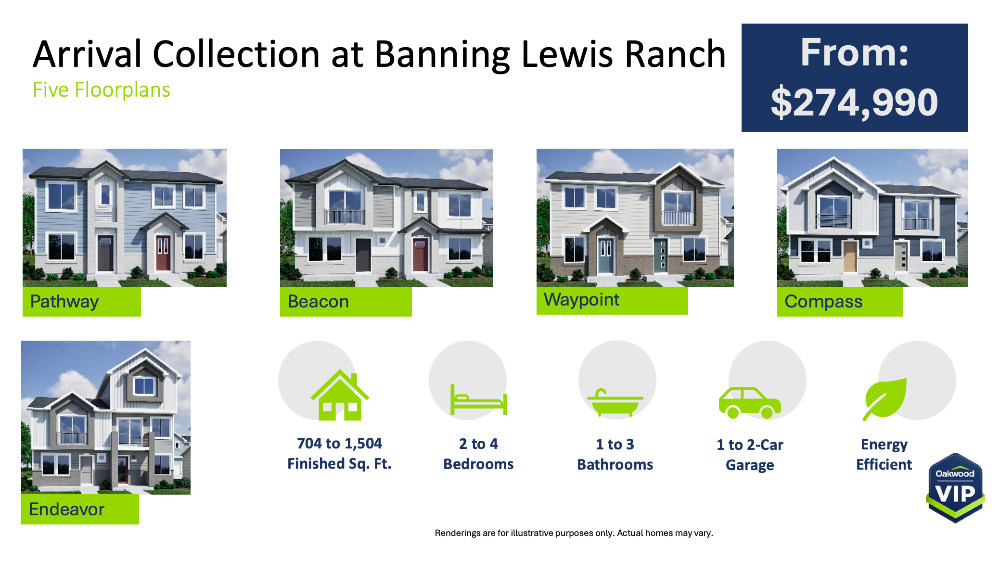 Arrival Collection at Banning Lewis Ranch
Five Floorplans
From:
$274,990
Pathway
Beacon
Waypoint
Compass
Endeavor
704 to 1,504
Finished Sq. Ft.
2 to 4
Bedrooms
1 to 3
Bathrooms
1 to 2-Car
Garage
Energy
Efficient
Oakwood
VIP
Renderings are for illustrative purposes only. Actual homes may vary.